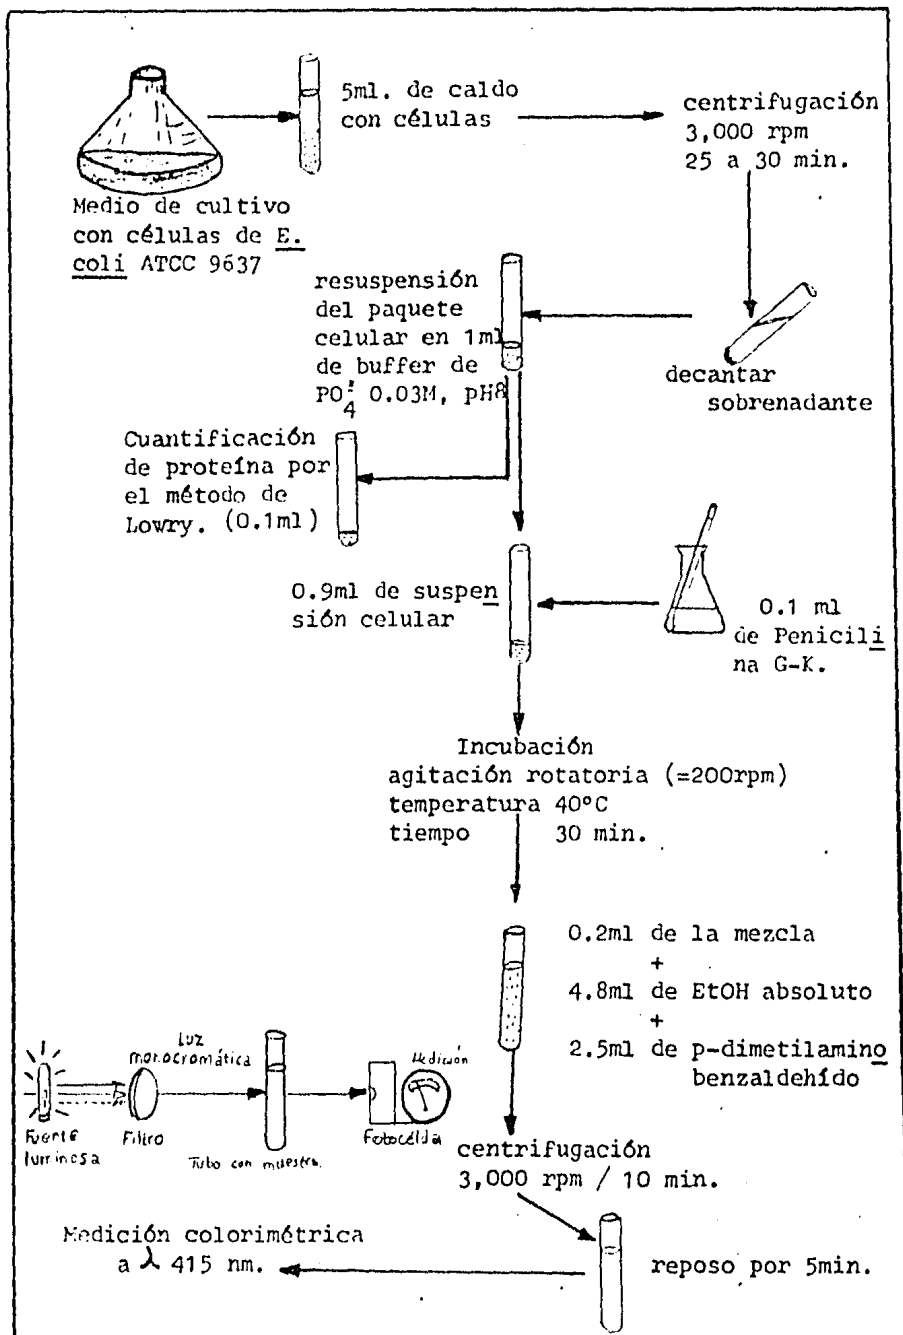 5ml. de caldo
con células
centrifugación
3,000 rpm
25 a 30 min.
Medio de cultivo
con células de E.
coli ATCC 9637
resuspensión
del paquete
celular en 1ml
de buffer de
PO₄⁼ 0.03M, pH8
decantar
sobrenadante
Cuantificación
de proteína por
el método de
Lowry. (0.1ml)
0.9ml de suspen
sión celular
0.1 ml
de Penicili
na G-K.
Incubación
agitación rotatoria (=200rpm)
temperatura 40°C
tiempo 30 min.
0.2ml de la mezcla
+
4.8ml de EtOH absoluto
+
2.5ml de p-dimetilamino
benzaldehído
Luz
monocromática
Medición
Fuente
luminosa
Filtro
Tubo con muestra.
Fotocélda
centrifugación
3,000 rpm / 10 min.
reposo por 5min.
Medición colorimétrica
a λ 415 nm.